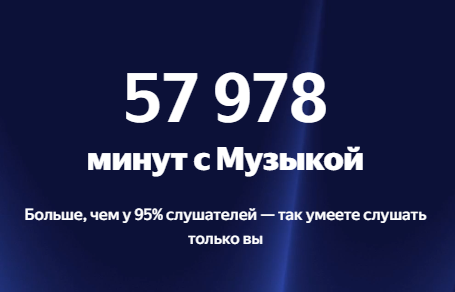 57 978
минут с Музыкой
Больше, чем у 95% слушателей — так умеете слушать
только вы